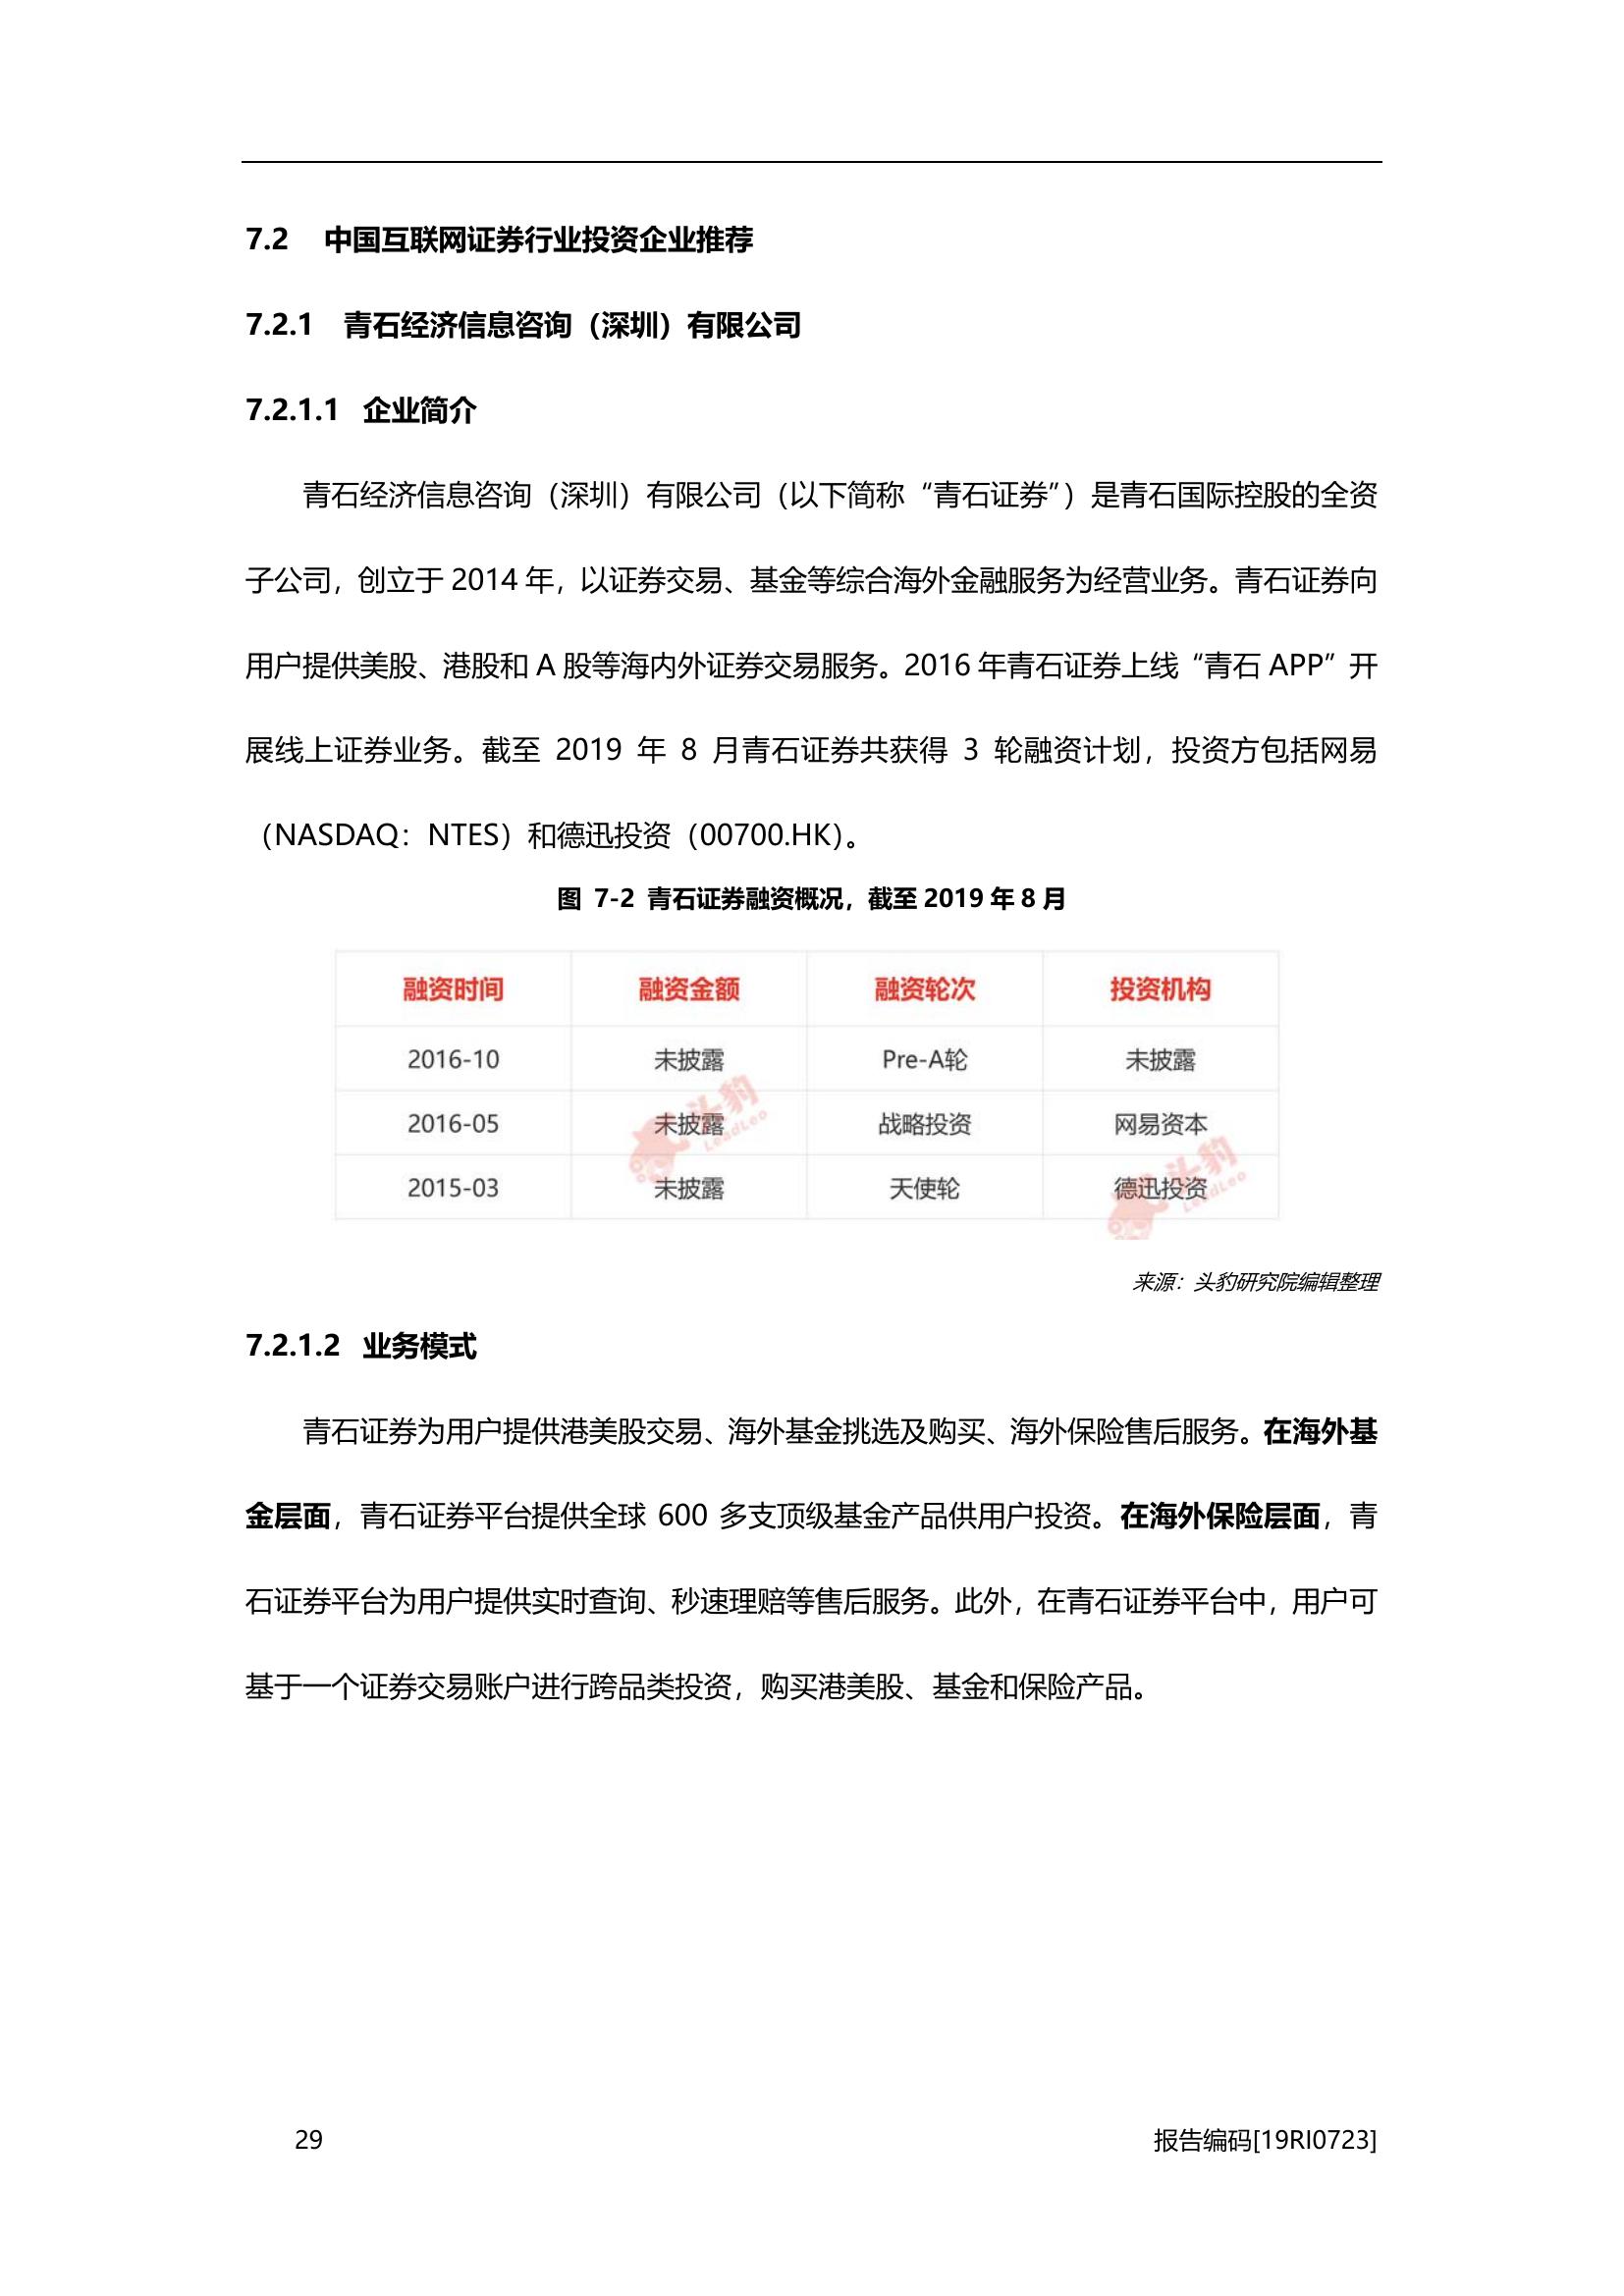 7.2 中国互联网证券行业投资企业推荐
7.2.1 青石经济信息咨询（深圳）有限公司
7.2.1.1 企业简介
青石经济信息咨询（深圳）有限公司（以下简称“青石证券”）是青石国际控股的全资
子公司，创立于 2014 年，以证券交易、基金等综合海外金融服务为经营业务。青石证券向
用户提供美股、港股和 A 股等海内外证券交易服务。2016 年青石证券上线“青石 APP”开
展线上证券业务。截至 2019 年 8 月青石证券共获得 3 轮融资计划，投资方包括网易
（NASDAQ：NTES）和德迅投资（00700.HK）。
图 7-2 青石证券融资概况，截至 2019 年 8 月
融资时间 融资金额 融资轮次 投资机构
2016-10 未披露 Pre-A轮 未披露
2016-05 未披露 战略投资 网易资本
2015-03 未披露 天使轮 德迅投资
头豹
LeadLeo
头豹
LeadLeo
来源：头豹研究院编辑整理
7.2.1.2 业务模式
青石证券为用户提供港美股交易、海外基金挑选及购买、海外保险售后服务。在海外基
金层面，青石证券平台提供全球 600 多支顶级基金产品供用户投资。在海外保险层面，青
石证券平台为用户提供实时查询、秒速理赔等售后服务。此外，在青石证券平台中，用户可
基于一个证券交易账户进行跨品类投资，购买港美股、基金和保险产品。
29 报告编码[19RI0723]